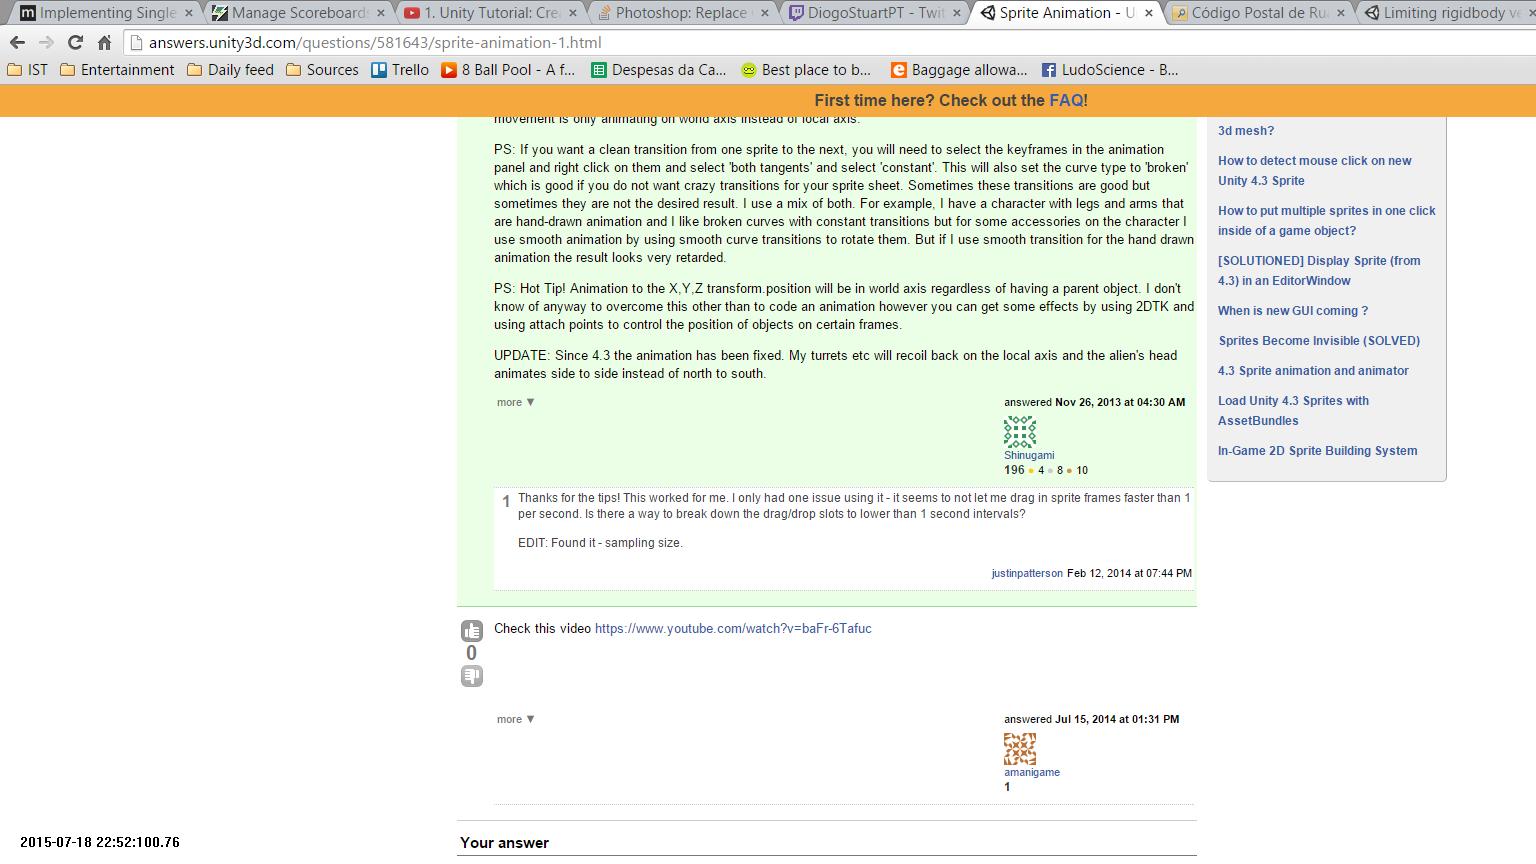 Implementing Single
Manage Scoreboards
1. Unity Tutorial: Cre
Photoshop: Replace
DiogoStuartPT - Twit
Sprite Animation - U
Código Postal de Ru
Limiting rigidbody ve
answers.unity3d.com/questions/581643/sprite-animation-1.html
IST
Entertainment
Daily feed
Sources
Trello
8 Ball Pool - A f...
Despesas da Ca...
Best place to b...
Baggage allowa...
LudoScience - B...
First time here? Check out the FAQ!
movement is only animating on world axis instead of local axis.
PS: If you want a clean transition from one sprite to the next, you will need to select the keyframes in the animation
panel and right click on them and select 'both tangents' and select 'constant'. This will also set the curve type to 'broken'
which is good if you do not want crazy transitions for your sprite sheet. Sometimes these transitions are good but
sometimes they are not the desired result. I use a mix of both. For example, I have a character with legs and arms that
are hand-drawn animation and I like broken curves with constant transitions but for some accessories on the character I
use smooth animation by using smooth curve transitions to rotate them. But if I use smooth transition for the hand drawn
animation the result looks very retarded.
PS: Hot Tip! Animation to the X,Y,Z transform.position will be in world axis regardless of having a parent object. I don't
know of anyway to overcome this other than to code an animation however you can get some effects by using 2DTK and
using attach points to control the position of objects on certain frames.
UPDATE: Since 4.3 the animation has been fixed. My turrets etc will recoil back on the local axis and the alien's head
animates side to side instead of north to south.
more ▼
answered Nov 26, 2013 at 04:30 AM
Shinugami
196 ● 4 ● 8 ● 10
1
Thanks for the tips! This worked for me. I only had one issue using it - it seems to not let me drag in sprite frames faster than 1
per second. Is there a way to break down the drag/drop slots to lower than 1 second intervals?
EDIT: Found it - sampling size.
justinpatterson Feb 12, 2014 at 07:44 PM
Check this video https://www.youtube.com/watch?v=baFr-6Tafuc
0
more ▼
answered Jul 15, 2014 at 01:31 PM
amanigame
1
Your answer
3d mesh?
How to detect mouse click on new
Unity 4.3 Sprite
How to put multiple sprites in one click
inside of a game object?
[SOLUTIONED] Display Sprite (from
4.3) in an EditorWindow
When is new GUI coming ?
Sprites Become Invisible (SOLVED)
4.3 Sprite animation and animator
Load Unity 4.3 Sprites with
AssetBundles
In-Game 2D Sprite Building System
2015-07-18 22:52:100.76